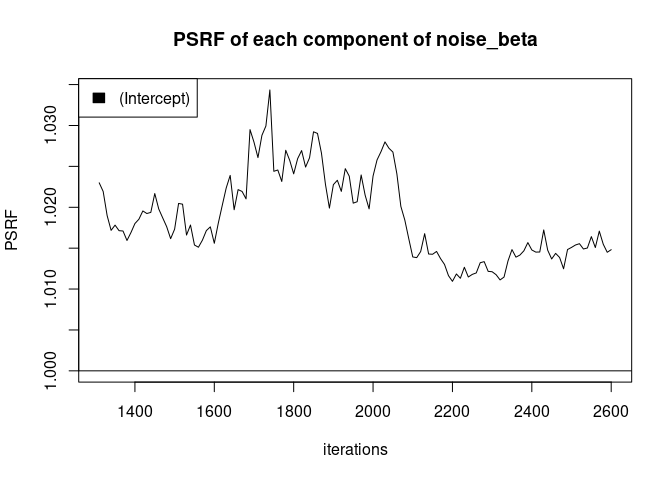 PSRF of each component of noise_beta
(Intercept)
PSRF
1.030
1.020
1.010
1.000
1400 1600 1800 2000 2200 2400 2600
iterations